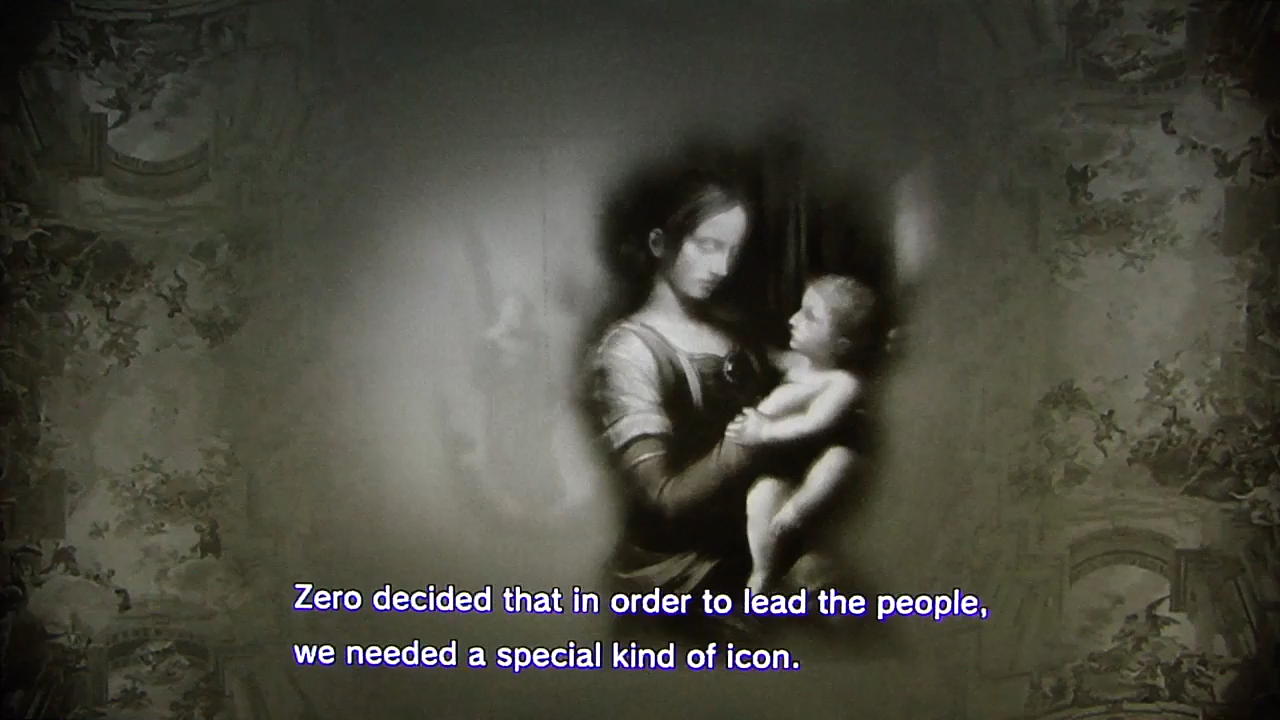 Zero decided that in order to lead the people,
we needed a special kind of icon.